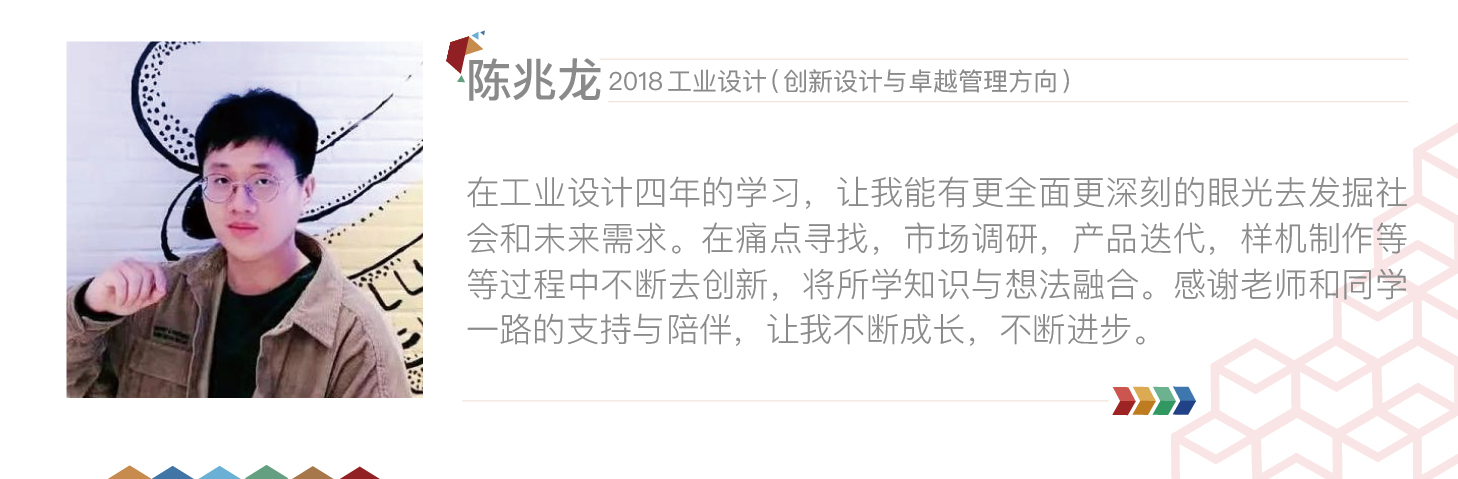 陈兆龙 2018 工业设计(创新设计与卓越管理方向)
在工业设计四年的学习，让我能有更全面更深刻的眼光去发掘社
会和未来需求。在痛点寻找，市场调研，产品迭代，样机制作等
等过程中不断去创新，将所学知识与想法融合。感谢老师和同学
一路的支持与陪伴，让我不断成长，不断进步。